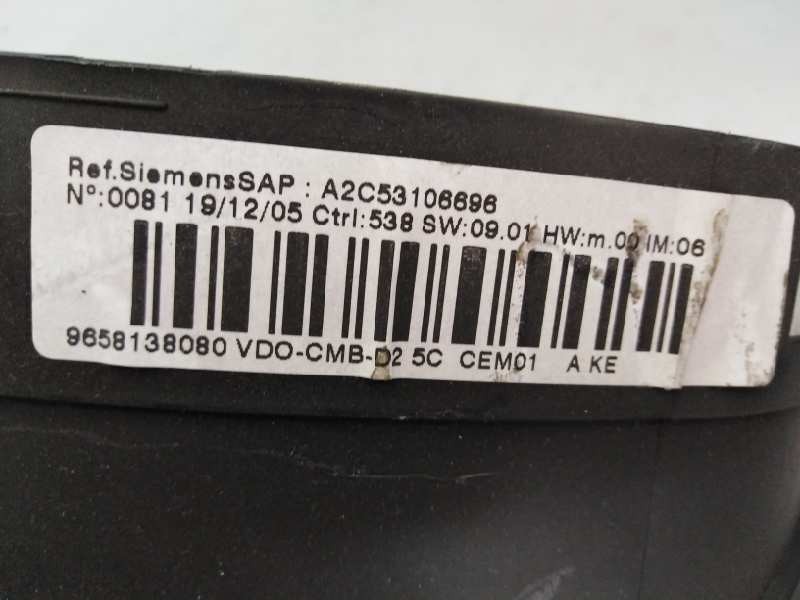 Ref.SiemensSAP : A2C53106696
Nº:0081 19/12/05 Ctrl:538 SW:09.01 HW:m.00 IM:06
9658138080 VDO-CMB-D2 5C CEM01 A KE